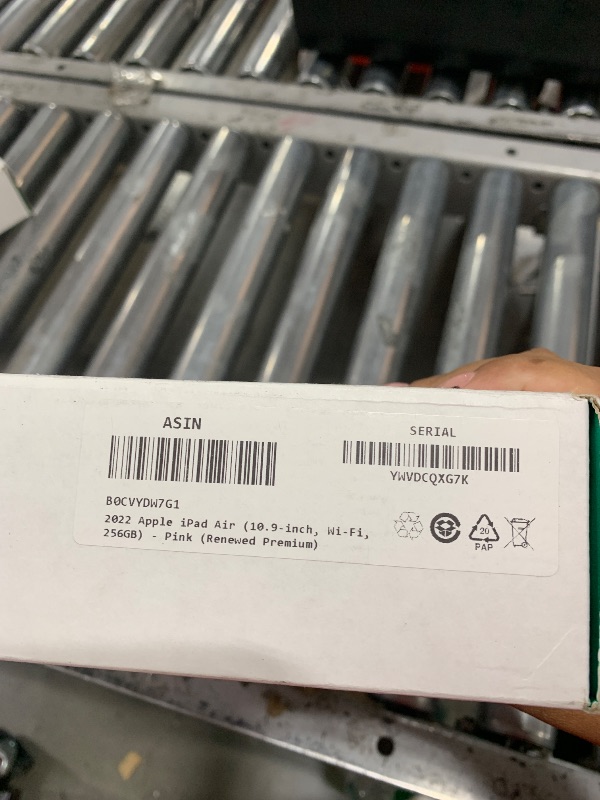 ASIN
B0CVYDW7G1
2022 Apple iPad Air (10.9-inch, Wi-Fi,
256GB) - Pink (Renewed Premium)
SERIAL
YWVDCQXG7K
20
PAP